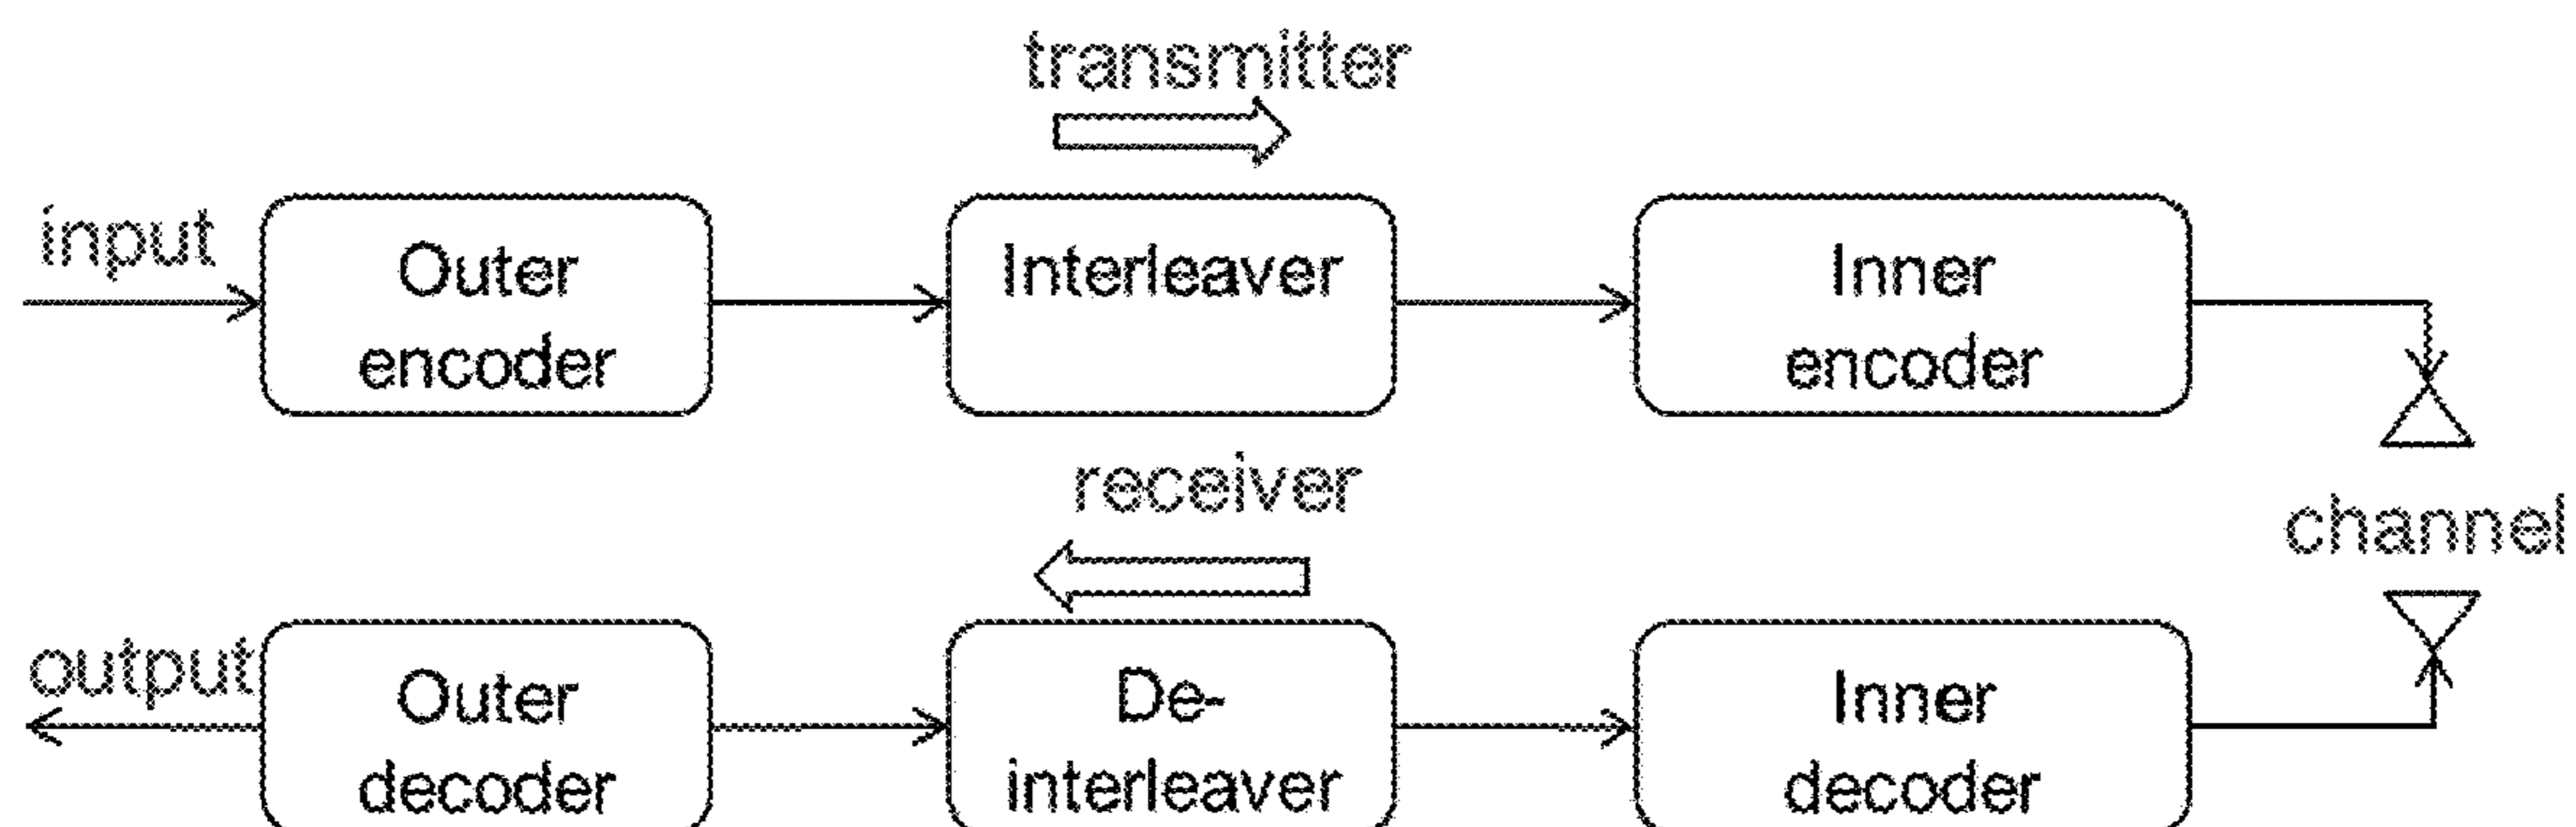 transmitter
input
Outer
encoder
Interleaver
Inner
encoder
receiver
channel
output
Outer
decoder
De-
interleaver
Inner
decoder